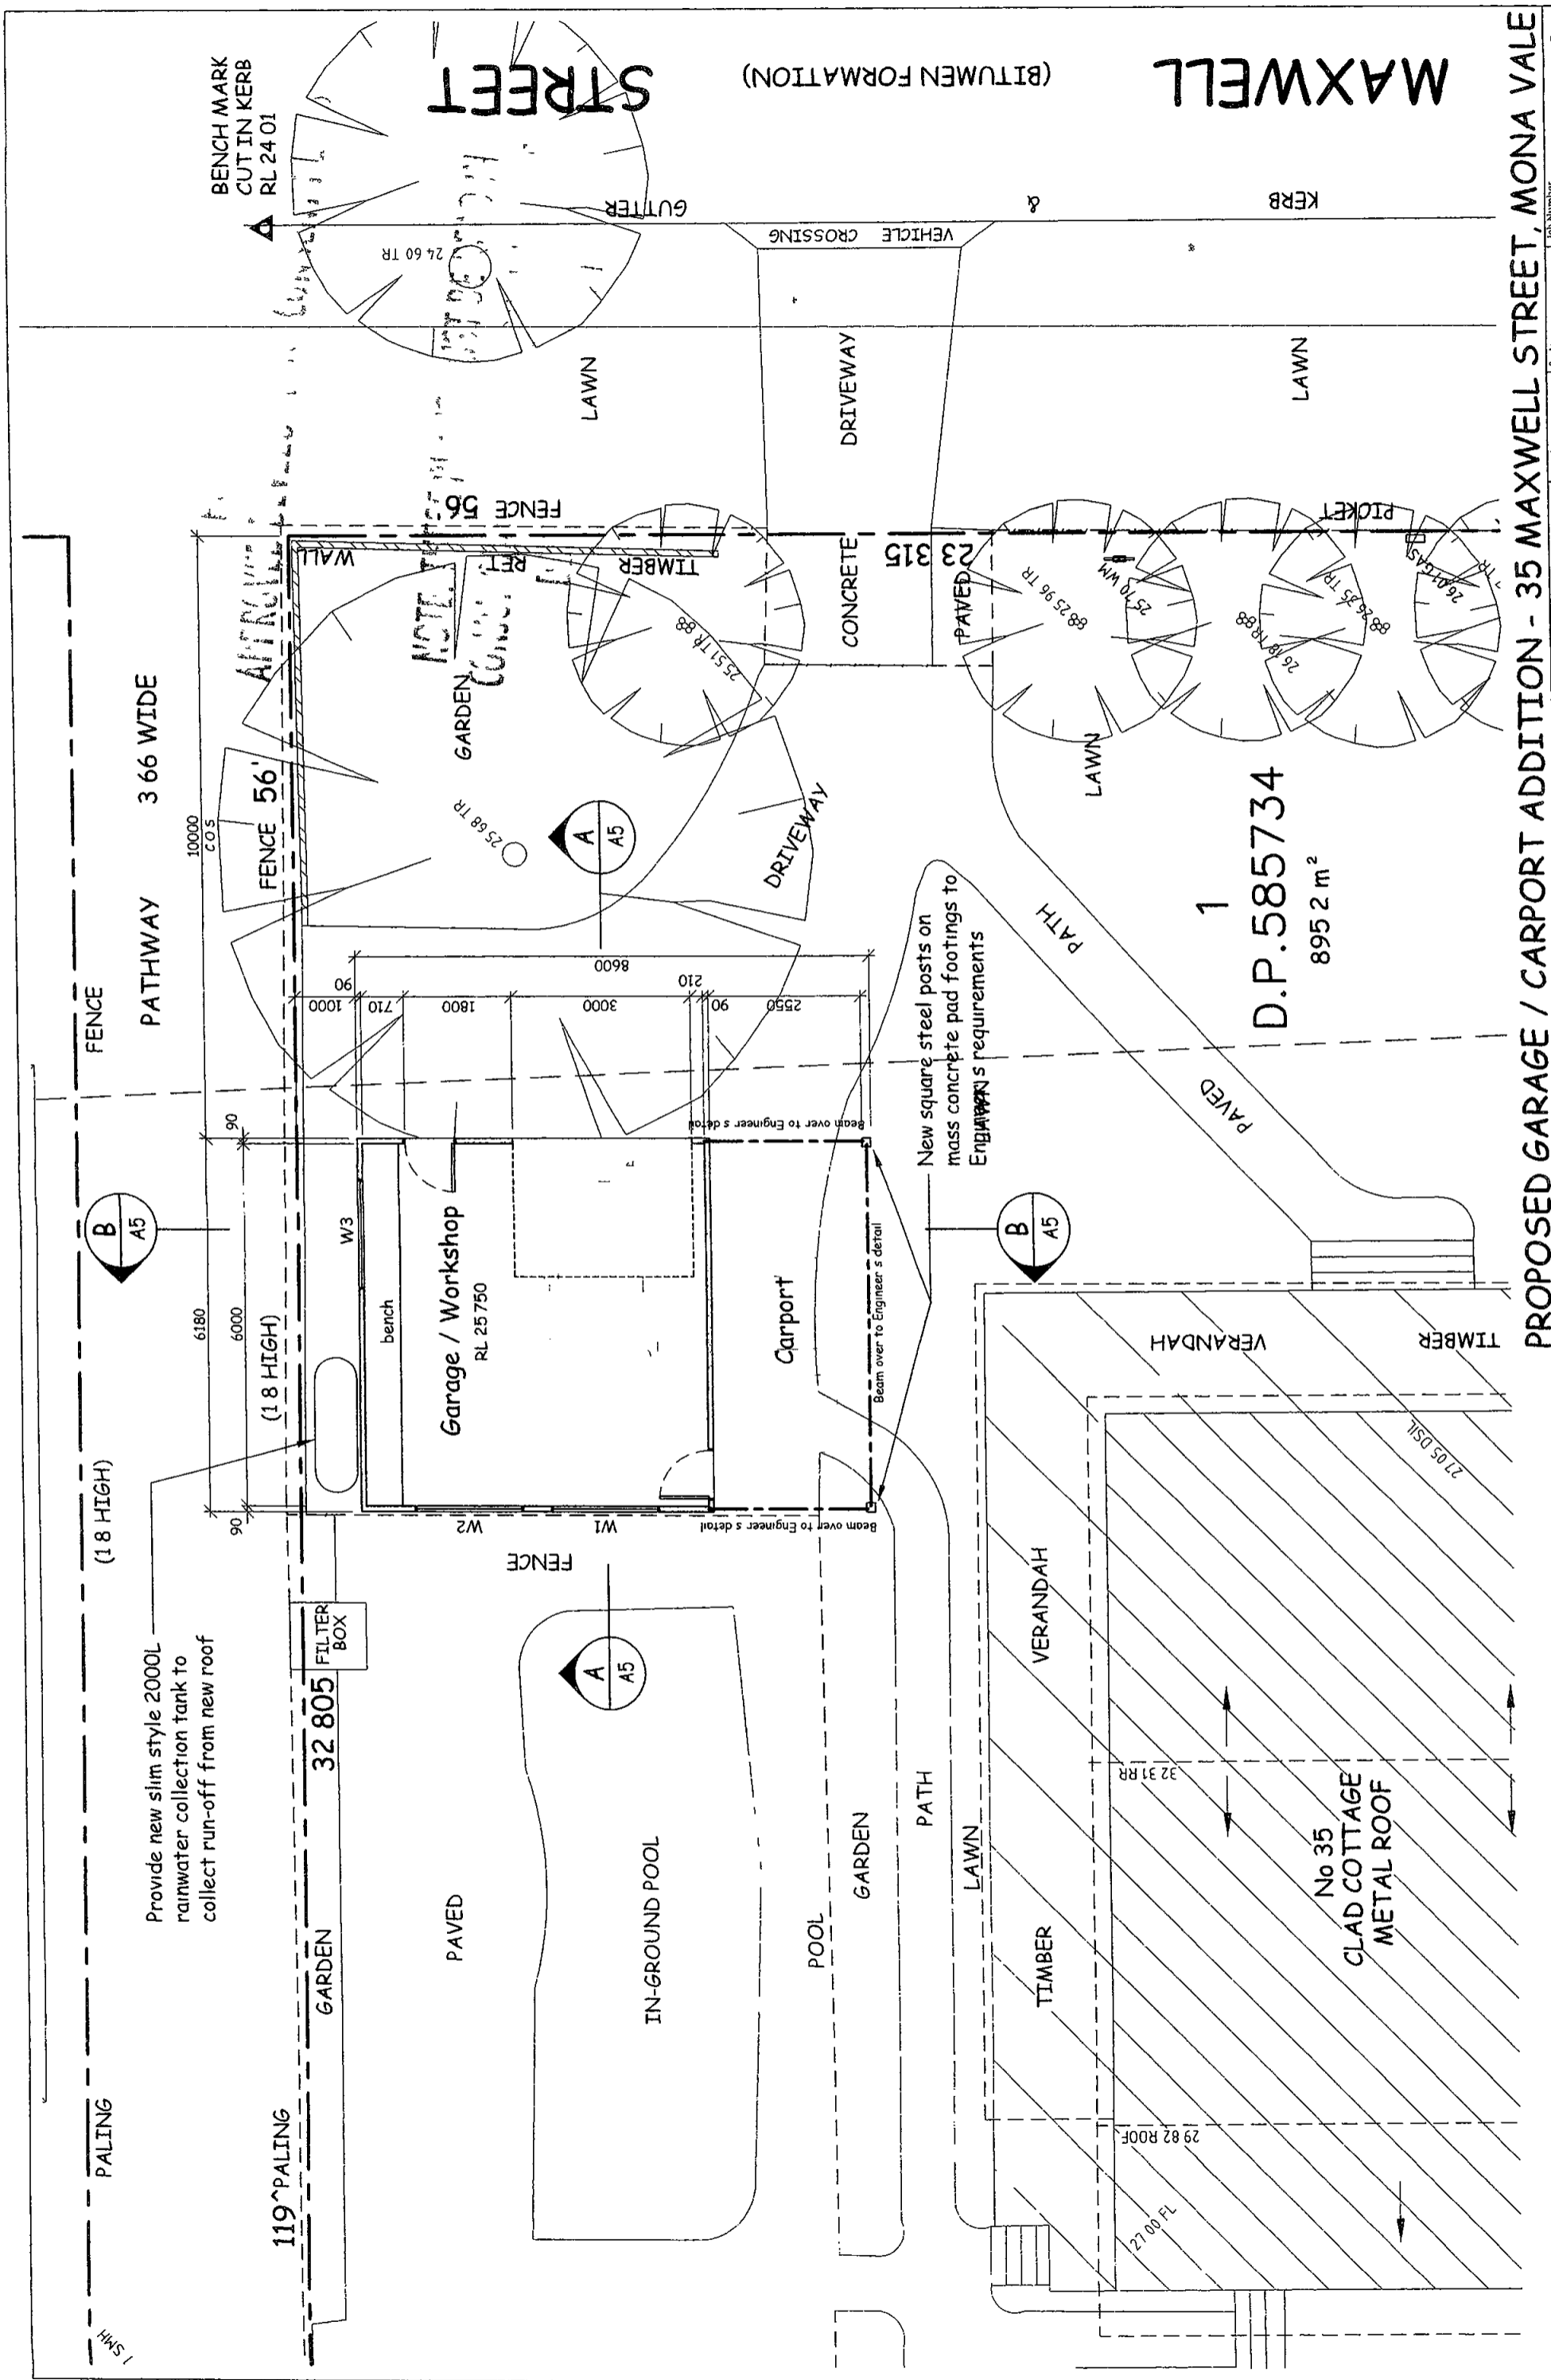 BENCH MARK
CUT IN KERB
RL 24 01
STREET
(BITUMEN FORMATION)
MAXWELL
GUTTER
&
KERB
VEHICLE CROSSING
24 60 TR
LAWN
DRIVEWAY
LAWN
FENCE 56'
PICKET
WALL
RET
TIMBER
CONCRETE
23 315
PAVED
NOTE
GARDEN
25 51 TR
25 96 TR
WM
25 70
26 18 TR
26 35 TR
26 01 GAS
LAWN
PATHWAY 3 66 WIDE
FENCE
10000
cos
FENCE 56'
25 68 TR
A
A5
DRIVEWAY
1
D.P.585734
895 2 m²
PATH
PAVED
8600
1000
90
710
1800
3000
210
90
2550
New square steel posts on
mass concrete pad footings to
Engineer s requirements
90
6180
6000
90
(1 8 HIGH)
(1 8 HIGH)
B
A5
W3
bench
Garage / Workshop
RL 25 750
Carport
Beam over to Engineer s detail
Beam over to Engineer s detail
Beam over to Engineer s detail
B
A5
W2
W1
FENCE
Provide new slim style 2000L
rainwater collection tank to
collect run-off from new roof
FILTER
BOX
32 805
A
A5
GARDEN
PAVED
IN-GROUND POOL
POOL
GARDEN
PATH
LAWN
VERANDAH
TIMBER
VERANDAH
TIMBER
27 05 DSIL
32 31 RR
No 35
CLAD COTTAGE
METAL ROOF
29 82 ROOF
27 00 FL
PALING
119^PALING
1 SMH
PROPOSED GARAGE / CARPORT ADDITION - 35 MAXWELL STREET, MONA VALE